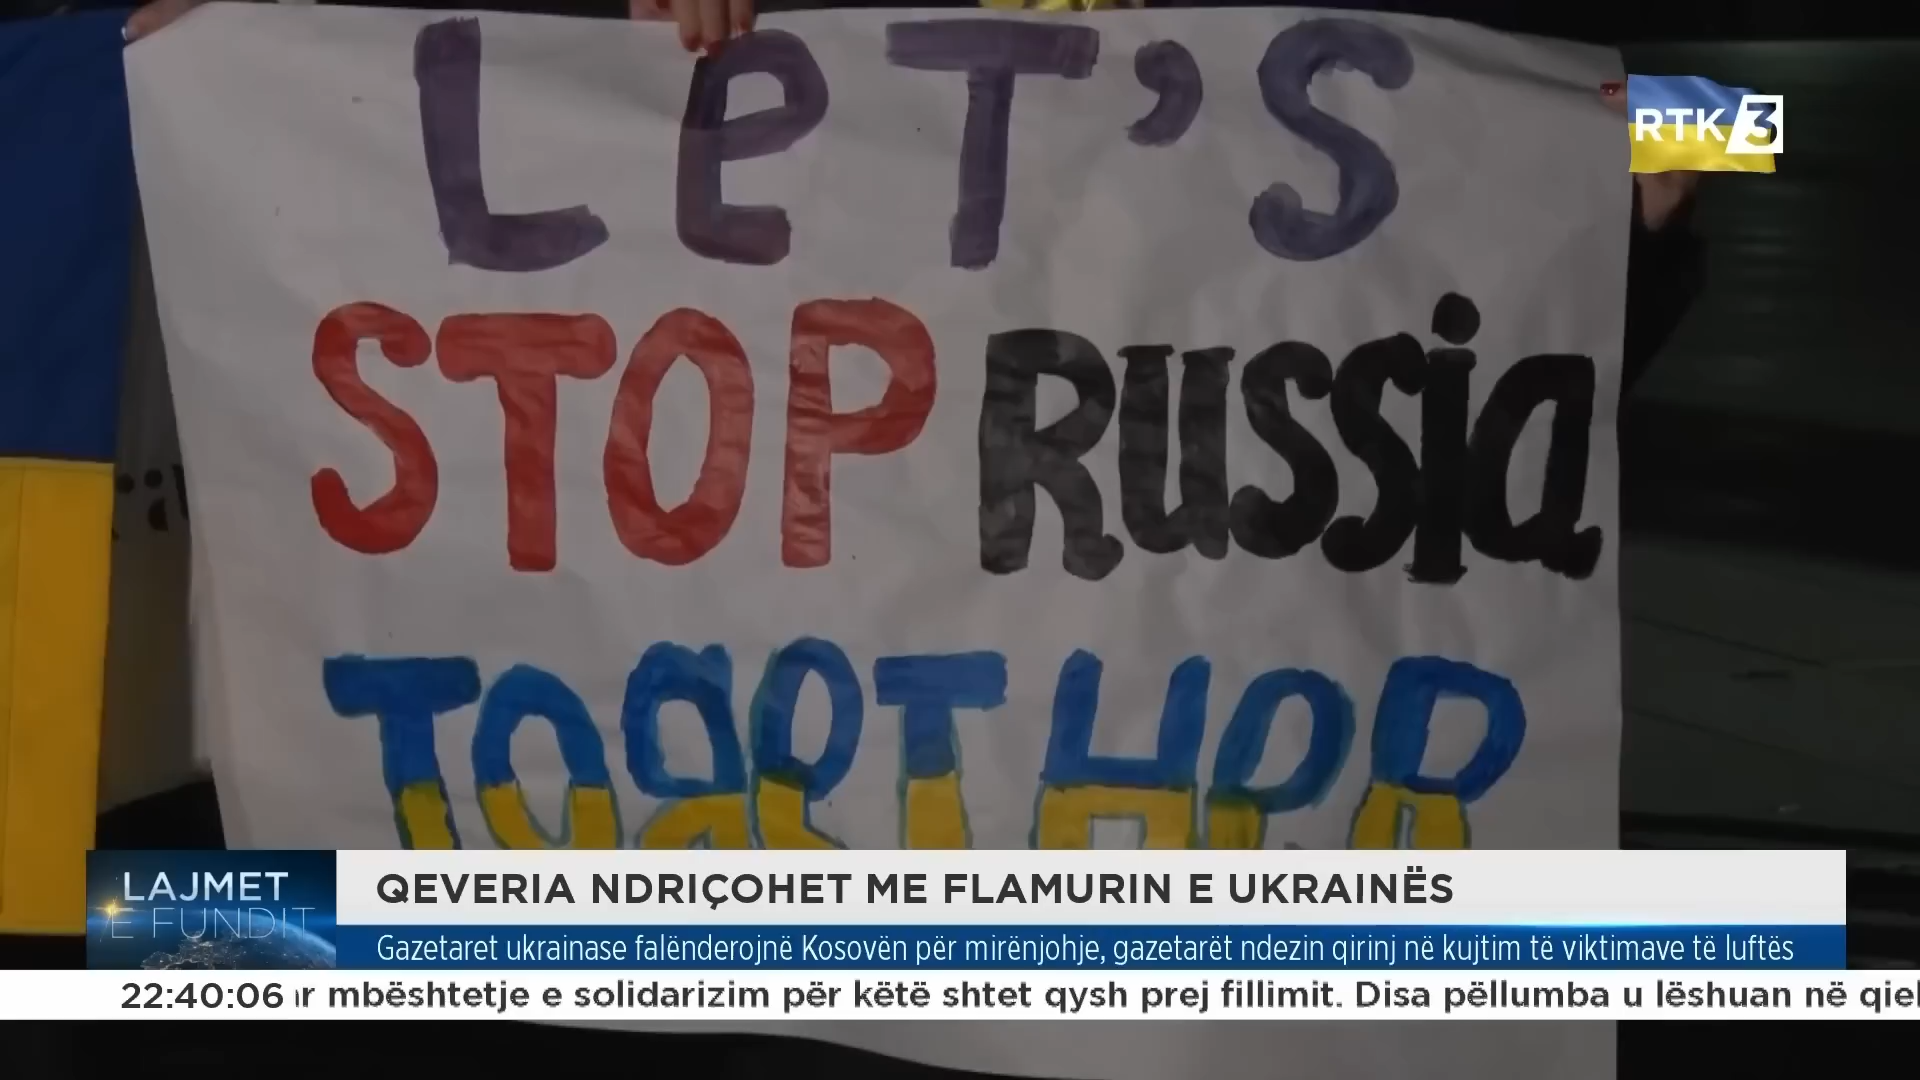 LeT'S
STOP RUSSia
TOgeTHeR
RTK 3
LAJMET
E FUNDIT
QEVERIA NDRIÇOHET ME FLAMURIN E UKRAINËS
Gazetaret ukrainase falënderojnë Kosovën për mirënjohje, gazetarët ndezin qirinj në kujtim të viktimave të luftës
22:40:06 ar mbështetje e solidarizim për këtë shtet qysh prej fillimit. Disa pëllumba u lëshuan në qiel